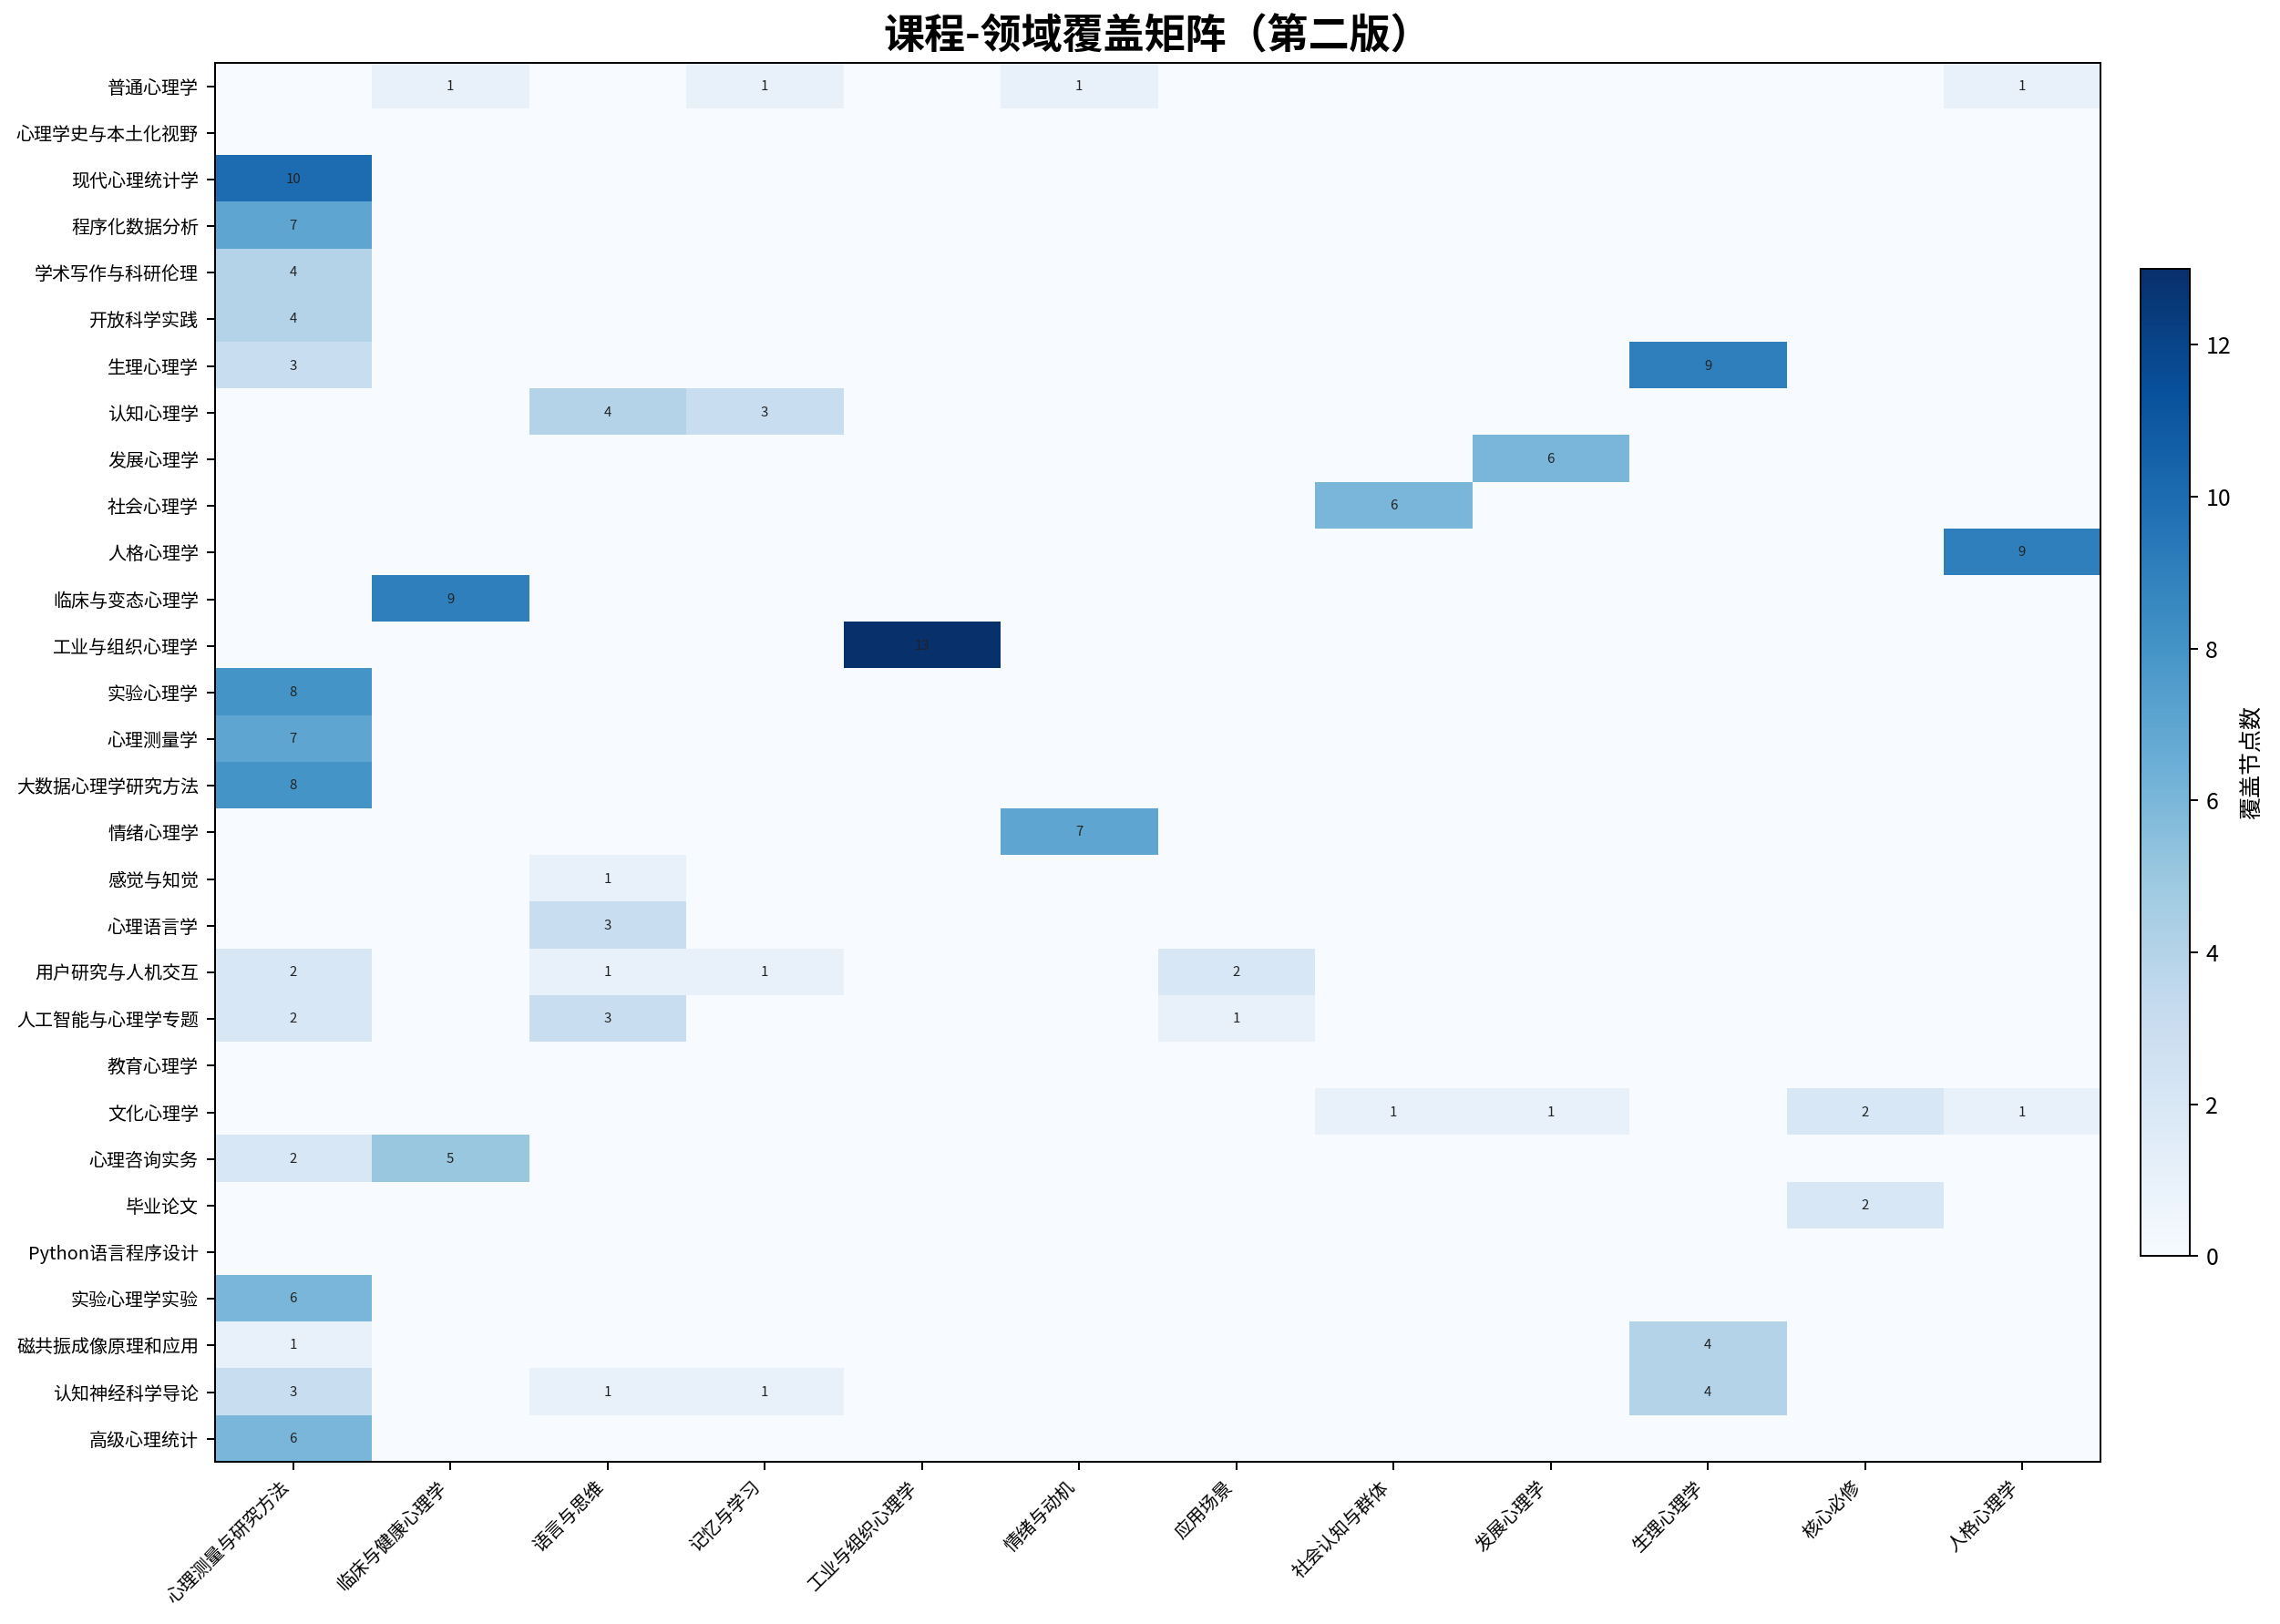 课程-领域覆盖矩阵（第二版）
普通心理学 1 1 1 1
心理学史与本土化视野
现代心理统计学 10
程序化数据分析 7
学术写作与科研伦理 4
开放科学实践 4
生理心理学 3 9
认知心理学 4 3
发展心理学 6
社会心理学 6
人格心理学 9
临床与变态心理学 9
工业与组织心理学 13
实验心理学 8
心理测量学 7
大数据心理学研究方法 8
情绪心理学 7
感觉与知觉 1
心理语言学 3
用户研究与人机交互 2 1 1 2
人工智能与心理学专题 2 3 1
教育心理学
文化心理学 1 1 2 1
心理咨询实务 2 5
毕业论文 2
Python语言程序设计
实验心理学实验 6
磁共振成像原理和应用 1 4
认知神经科学导论 3 1 1 4
高级心理统计 6
心理测量与研究方法
临床与健康心理学
语言与思维
记忆与学习
工业与组织心理学
情绪与动机
应用场景
社会认知与群体
发展心理学
生理心理学
核心必修
人格心理学
12
10
8
6
4
2
0
覆盖节点数